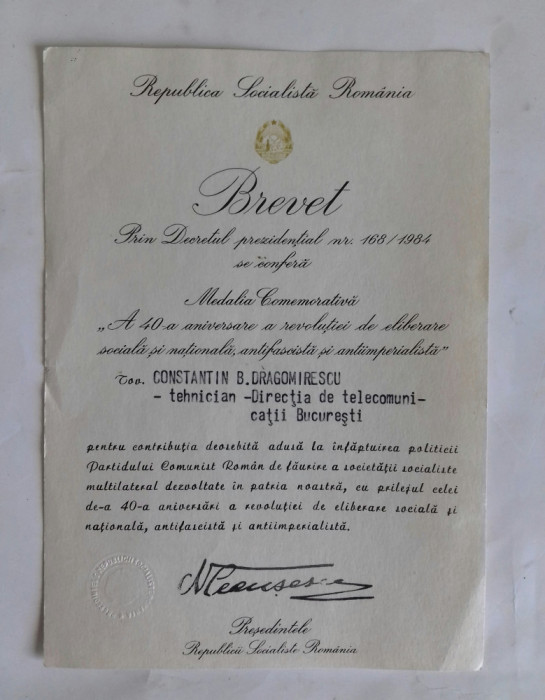 Republica Socialistă România
Brevet
Prin Decretul prezidențial nr. 168/1984
se conferă
Medalia Comemorativă
„A 40-a aniversare a revoluției de eliberare
socială și națională, antifascistă și antiimperialistă"
Tov. CONSTANTIN B.DRAGOMIRESCU
- tehnician -Direcția de telecomuni-
cații București
pentru contribuția deosebită adusă la înfăptuirea politicii
Partidului Comunist Român de făurire a societății socialiste
multilateral dezvoltate în patria noastră, cu prilejul celei
de-a 40-a aniversări a revoluției de eliberare socială și
națională, antifascistă și antiimperialistă.
NCeaușescu
Președintele
Republicii Socialiste România